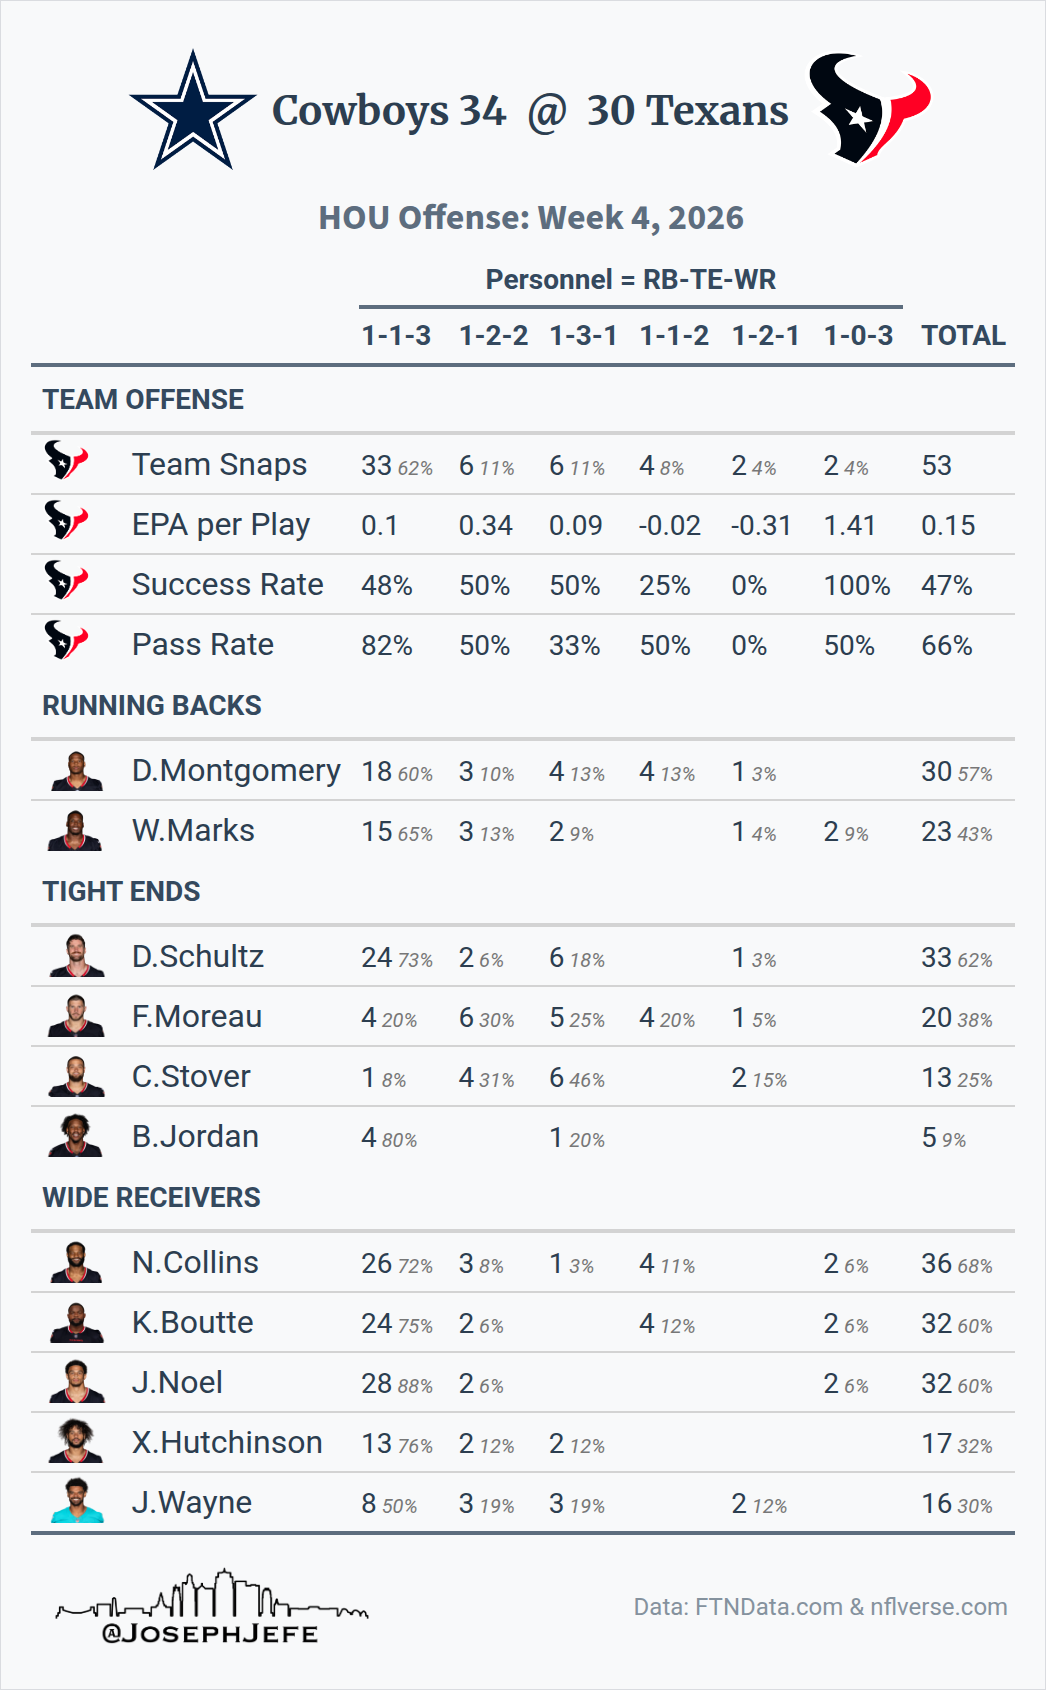 Cowboys 34 @ 30 Texans
HOU Offense: Week 4, 2026
Personnel = RB-TE-WR
1-1-3 1-2-2 1-3-1 1-1-2 1-2-1 1-0-3 TOTAL
TEAM OFFENSE
Team Snaps 33 62% 6 11% 6 11% 4 8% 2 4% 2 4% 53
EPA per Play 0.1 0.34 0.09 -0.02 -0.31 1.41 0.15
Success Rate 48% 50% 50% 25% 0% 100% 47%
Pass Rate 82% 50% 33% 50% 0% 50% 66%
RUNNING BACKS
D.Montgomery 18 60% 3 10% 4 13% 4 13% 1 3% 30 57%
W.Marks 15 65% 3 13% 2 9% 1 4% 2 9% 23 43%
TIGHT ENDS
D.Schultz 24 73% 2 6% 6 18% 1 3% 33 62%
F.Moreau 4 20% 6 30% 5 25% 4 20% 1 5% 20 38%
C.Stover 1 8% 4 31% 6 46% 2 15% 13 25%
B.Jordan 4 80% 1 20% 5 9%
WIDE RECEIVERS
N.Collins 26 72% 3 8% 1 3% 4 11% 2 6% 36 68%
K.Boutte 24 75% 2 6% 4 12% 2 6% 32 60%
J.Noel 28 88% 2 6% 2 6% 32 60%
X.Hutchinson 13 76% 2 12% 2 12% 17 32%
J.Wayne 8 50% 3 19% 3 19% 2 12% 16 30%
@JOSEPHJEFE
Data: FTNData.com & nflverse.com